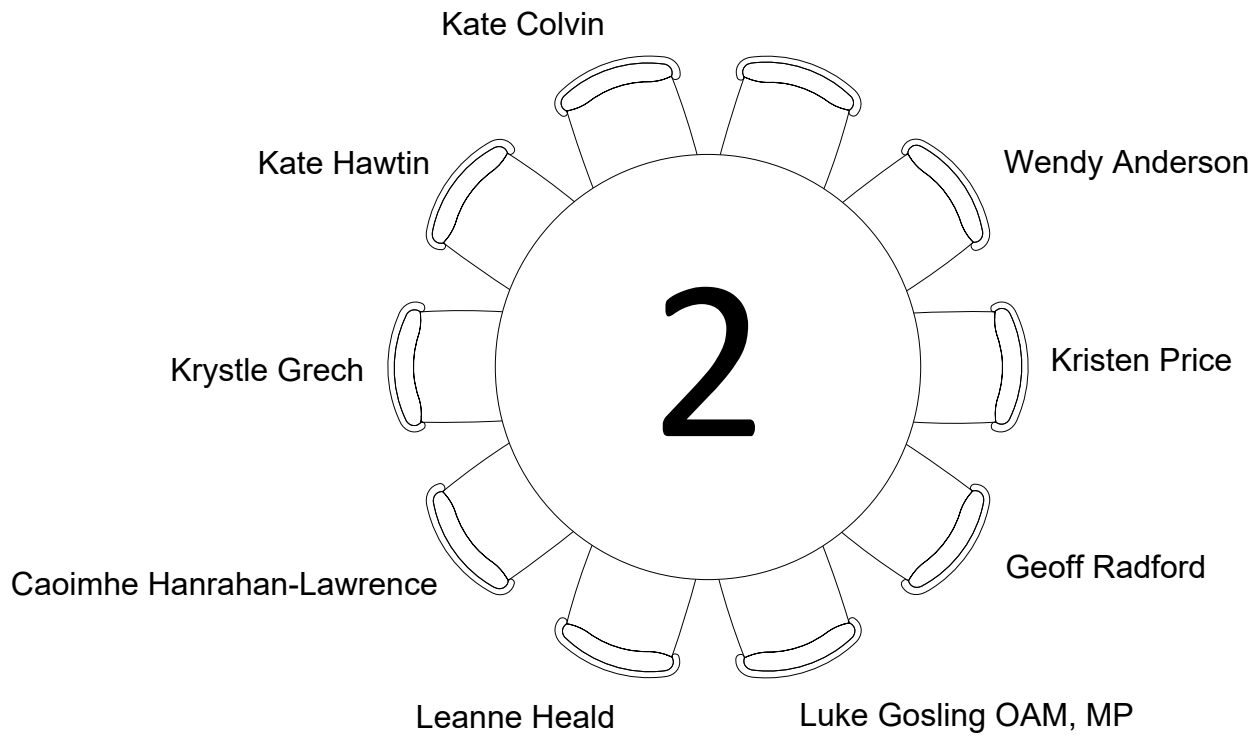 Kate Colvin
Kate Hawtin
Wendy Anderson
2
Krystle Grech
Kristen Price
Caoimhe Hanrahan-Lawrence
Geoff Radford
Leanne Heald
Luke Gosling OAM, MP